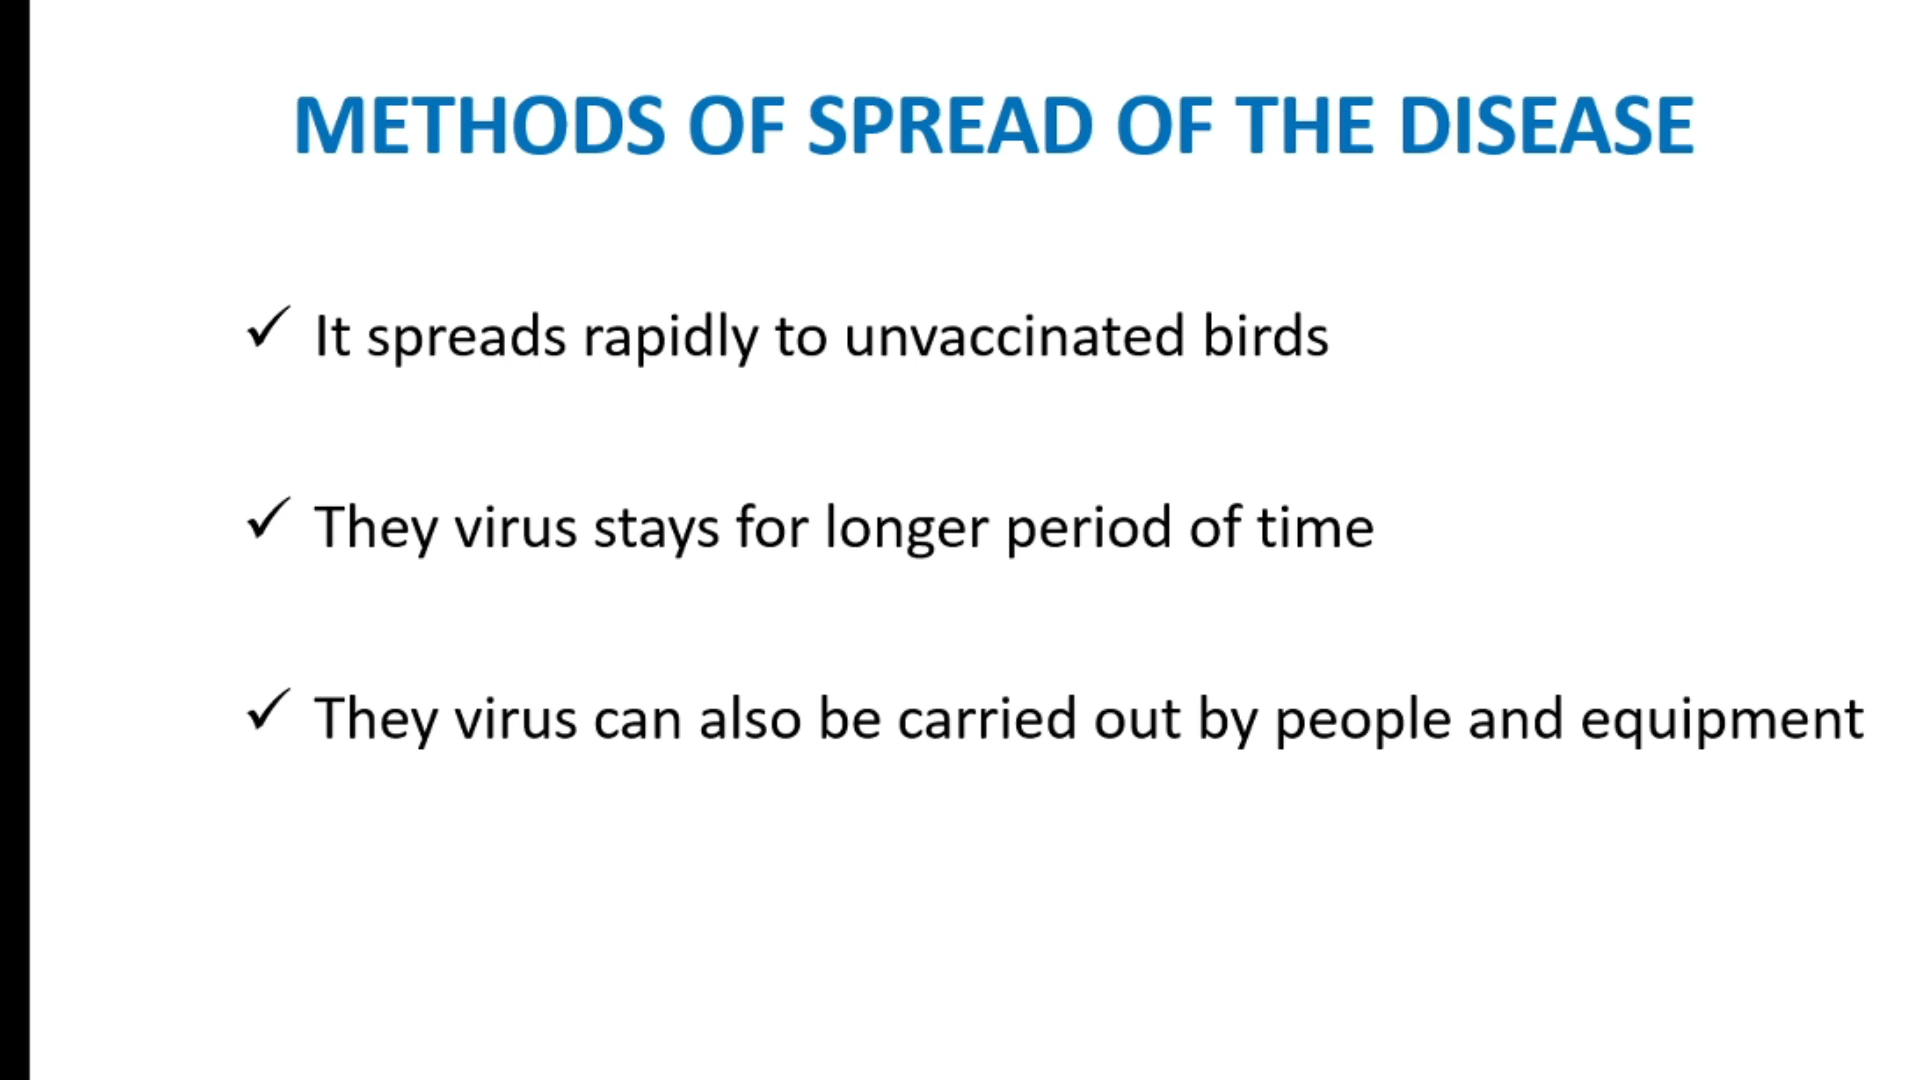 METHODS OF SPREAD OF THE DISEASE
✓ It spreads rapidly to unvaccinated birds
✓ They virus stays for longer period of time
✓ They virus can also be carried out by people and equipment